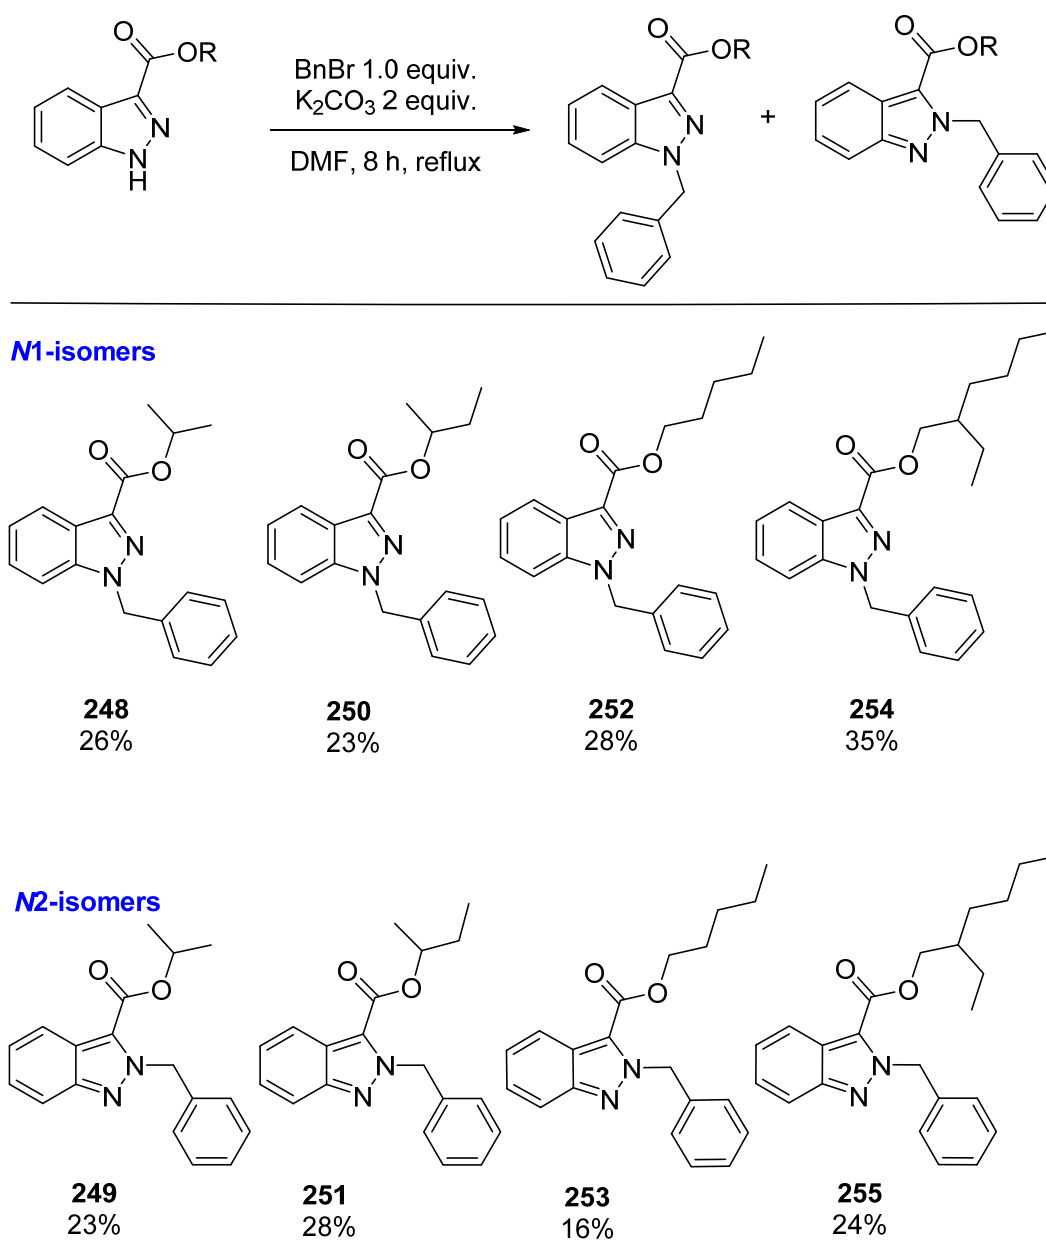 O
OR
N
N
H
BnBr 1.0 equiv.
K₂CO₃ 2 equiv.
DMF, 8 h, reflux
O
OR
N
N
+
O
OR
N
N
N1-isomers
O
O
N
N
O
O
N
N
O
O
N
N
O
O
N
N
248 250 252 254
26% 23% 28% 35%
N2-isomers
O
O
N
N
O
O
N
N
O
O
N
N
O
O
N
N
249 251 253 255
23% 28% 16% 24%